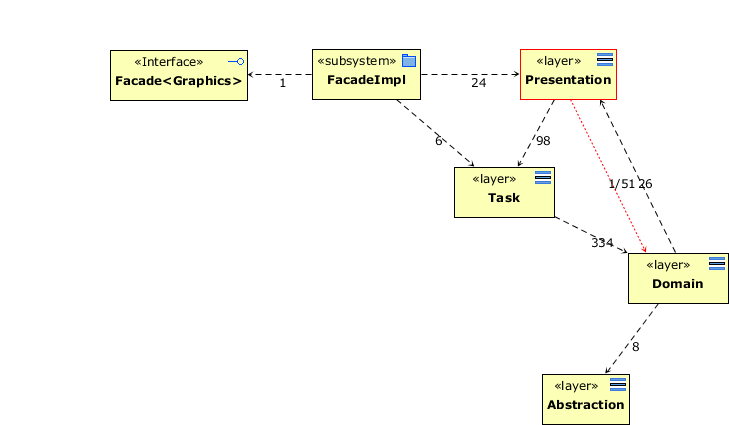 «Interface»
Facade<Graphics>
1
«subsystem»
FacadeImpl
24
«layer»
Presentation
6
98
«layer»
Task
1/51
26
334
«layer»
Domain
8
«layer»
Abstraction